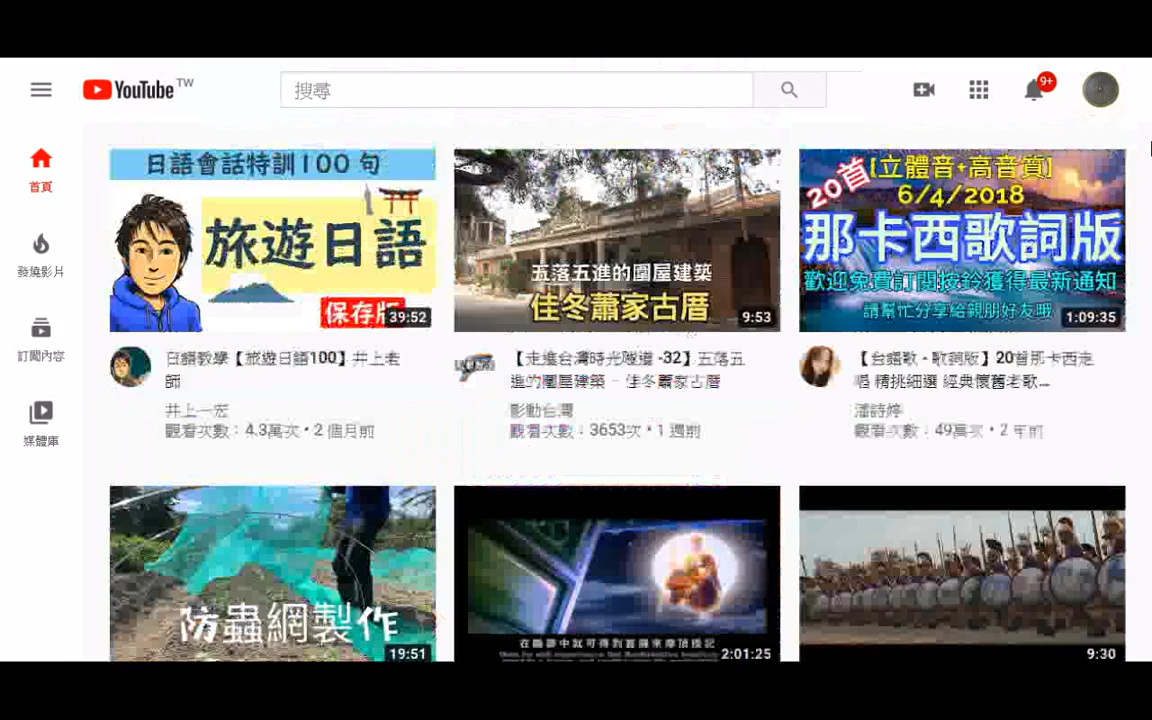 YouTube TW
搜尋
9+
首頁
發燒影片
訂閱內容
媒體庫
日語會話特訓100 句
旅遊日語
保存版
39:52
日語教學【旅遊日語100】井上老
師
井上一宏
觀看次數：4.3萬次 • 2 個月前
五落五進的圍屋建築
佳冬蕭家古厝
9:53
【走進台灣時光隧道 -32】五落五
進的圍屋建築 – 佳冬蕭家古厝
影動台灣
觀看次數：3653次 • 1 週前
20首
【立體音+高音質】
6/4/2018
那卡西歌詞版
歡迎免費訂閱按鈴獲得最新通知
請幫忙分享給親朋好友哦
1:09:35
【台語歌 - 歌詞版】20首那卡西走
唱 精挑細選 經典懷舊老歌...
潘詩婷
觀看次數：49萬次 • 2 年前
防蟲網製作
19:51
2:01:25
9:30